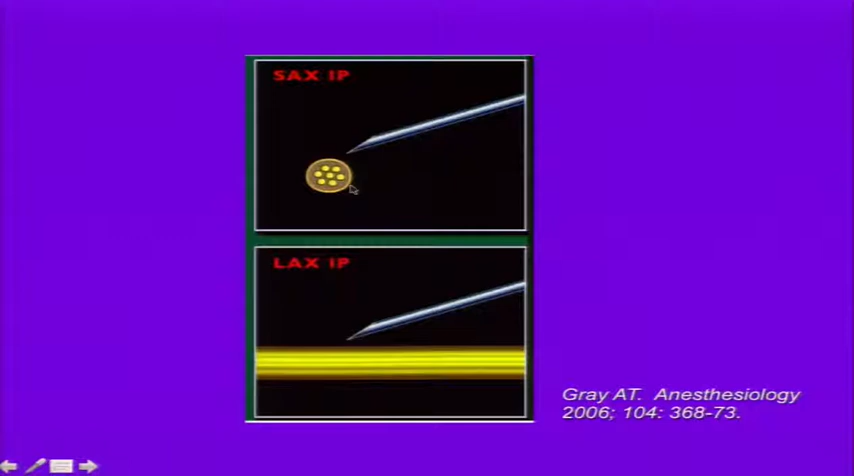 SAX IP
LAX IP
Gray AT. Anesthesiology
2006; 104: 368-73.